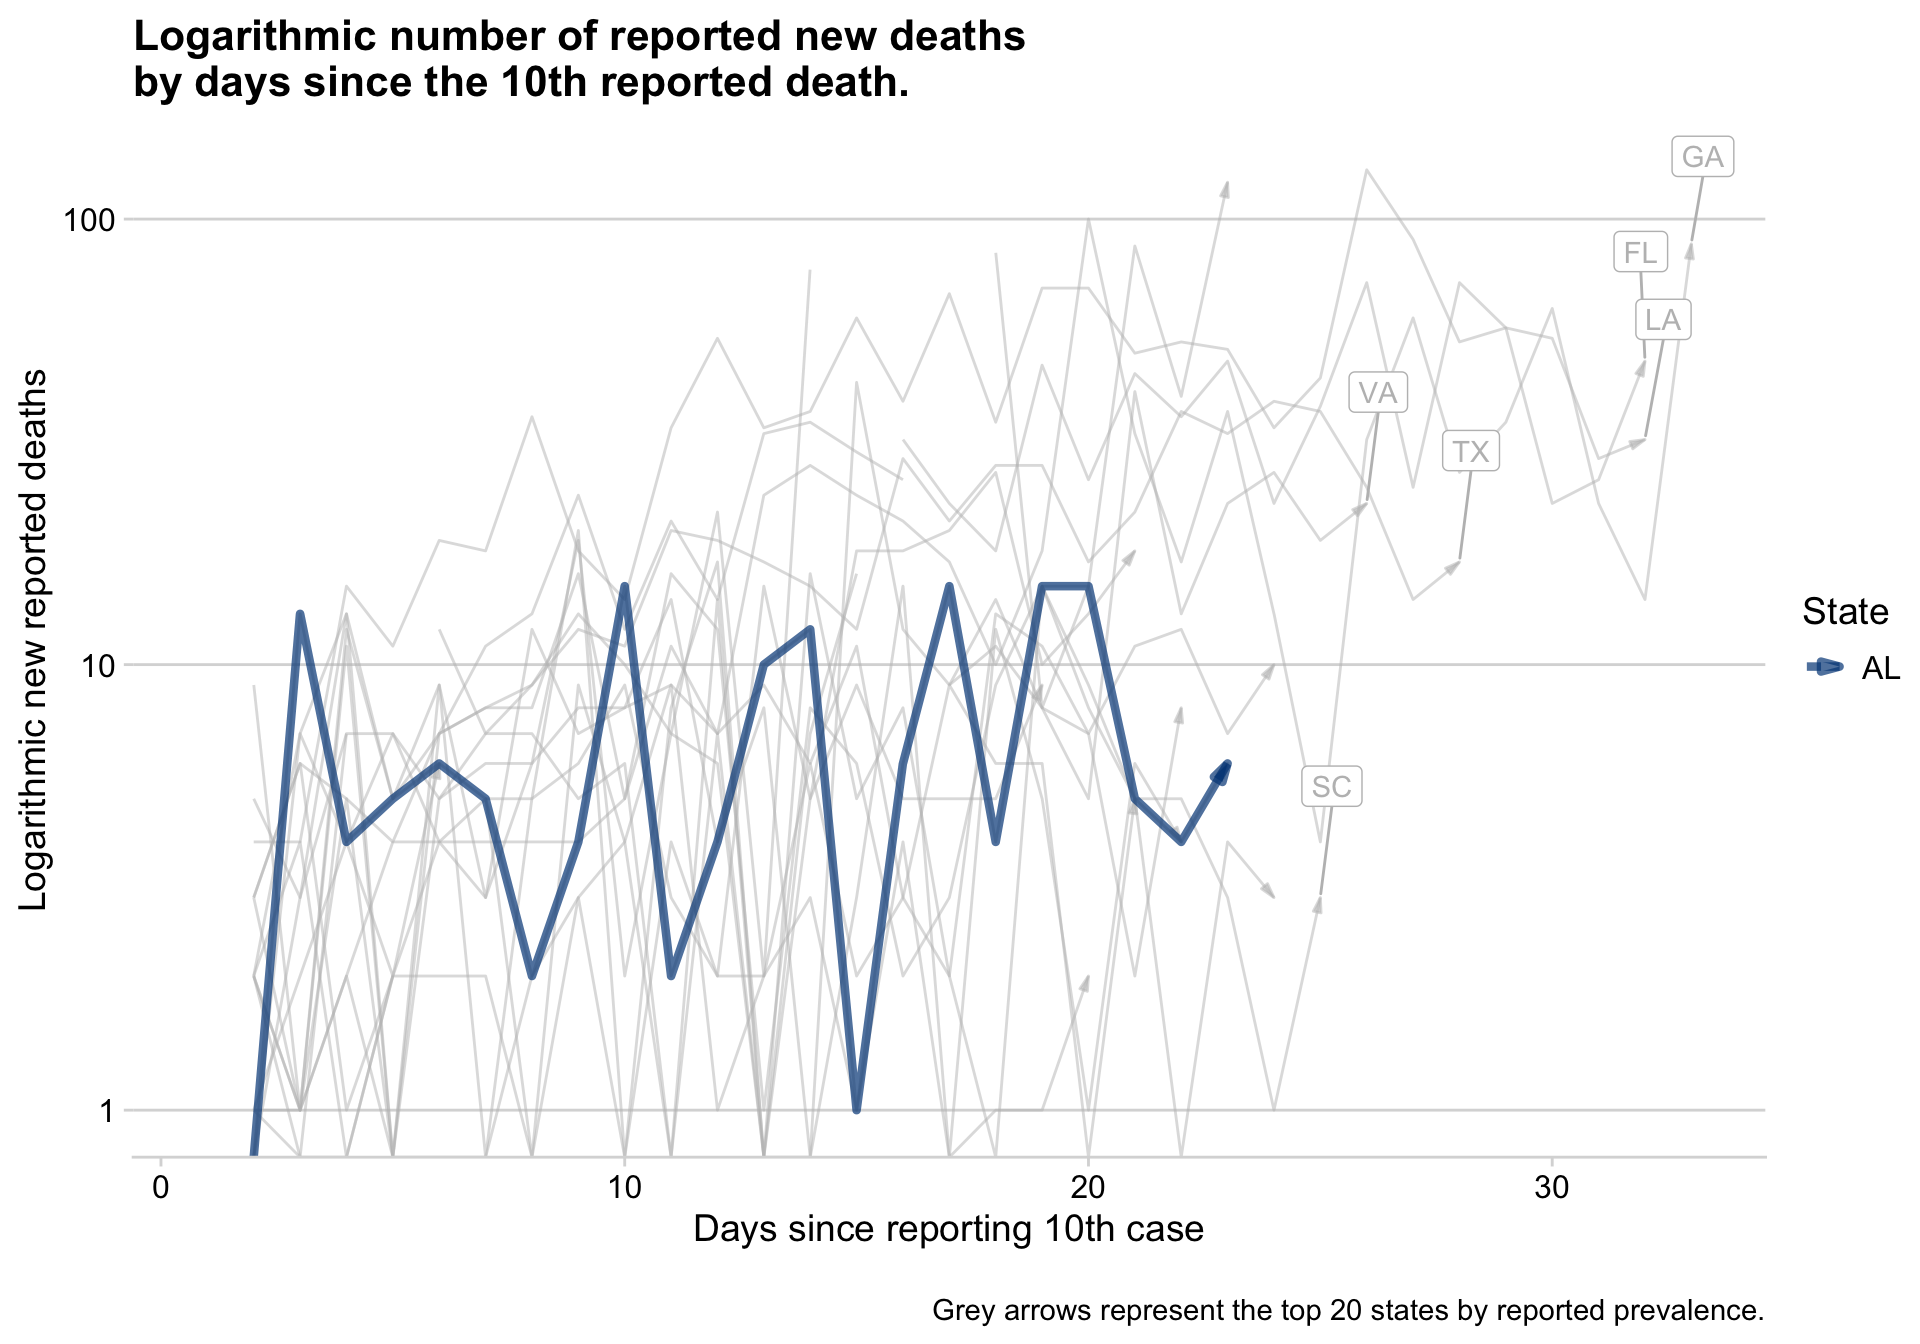 Logarithmic number of reported new deaths
by days since the 10th reported death.
GA
100
FL
LA
VA
TX
Logarithmic new reported deaths
State
10
AL
SC
1
0
10
20
30
Days since reporting 10th case
Grey arrows represent the top 20 states by reported prevalence.